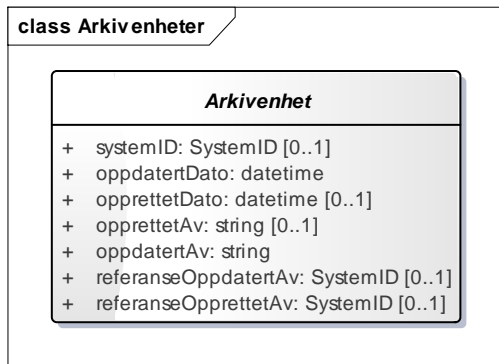 class Arkivenheter
Arkivenhet
+ systemID: SystemID [0..1]
+ oppdatertDato: datetime
+ opprettetDato: datetime [0..1]
+ opprettetAv: string [0..1]
+ oppdatertAv: string
+ referanseOppdatertAv: SystemID [0..1]
+ referanseOpprettetAv: SystemID [0..1]